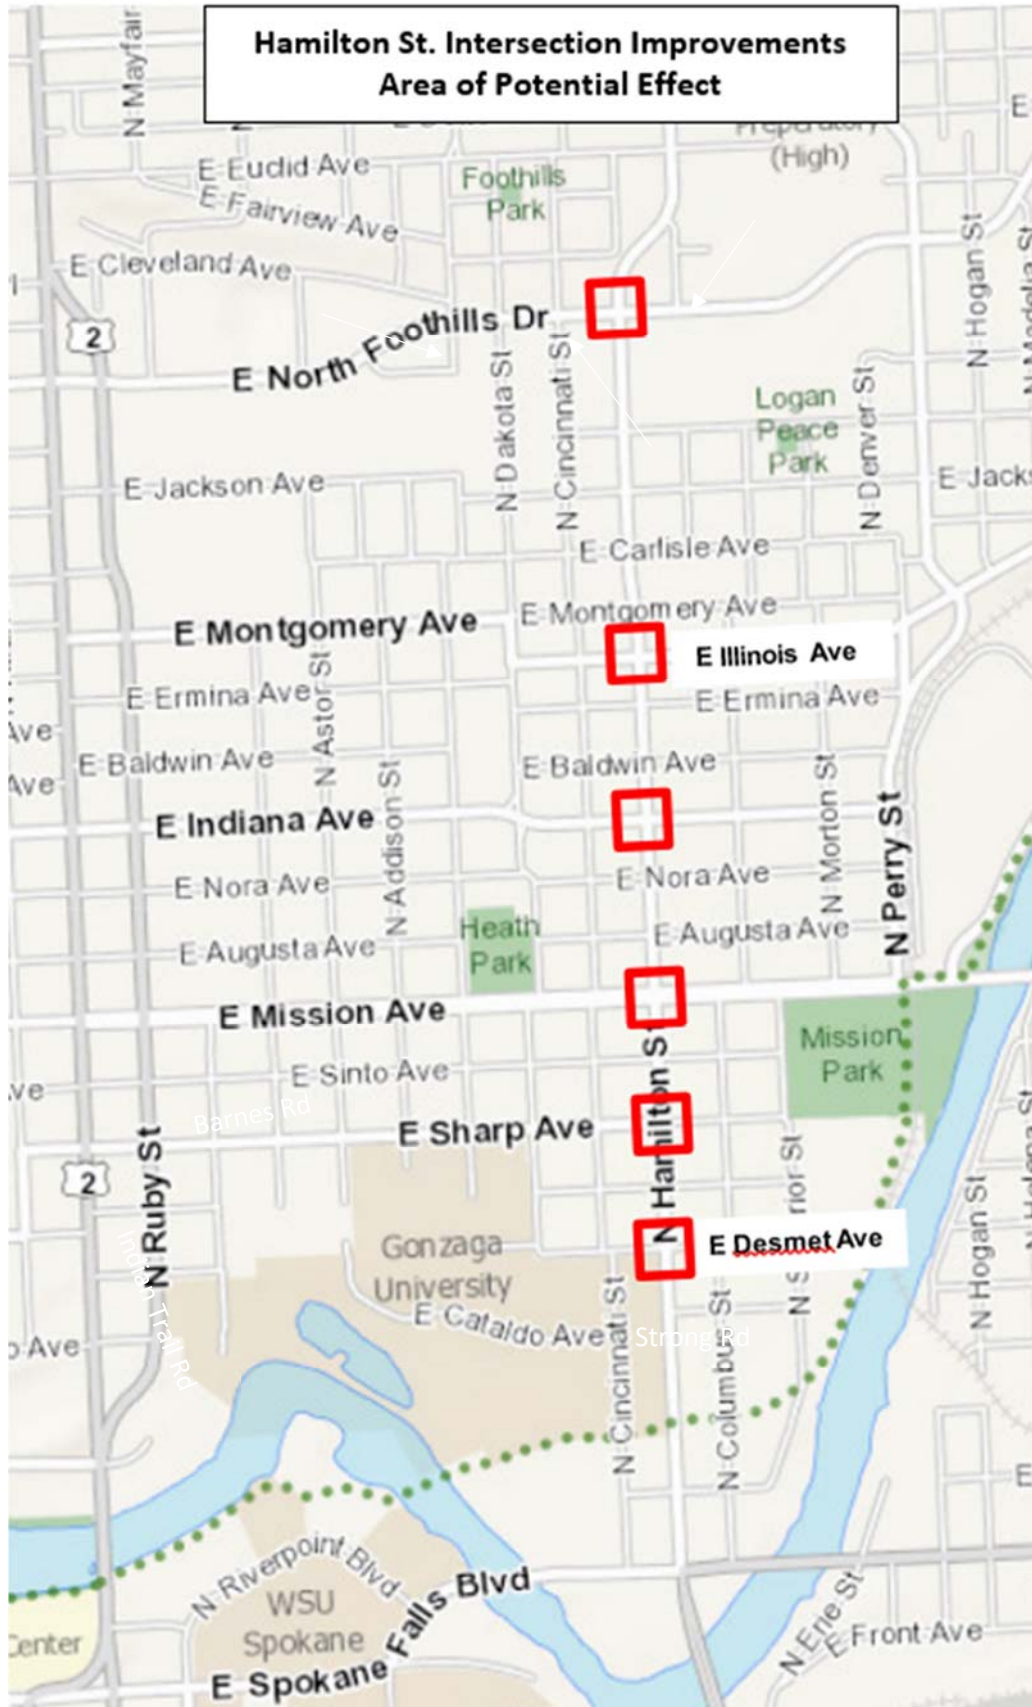 Hamilton St. Intersection Improvements
Area of Potential Effect
N Mayfair
(High)
E
E Euclid Ave
Foothills
Park
E Fairview Ave
E Cleveland Ave
N Hogan St
2
E North Foothills Dr
N Dakota St
N Cincinnati St
Logan
Peace
Park
N Denver St
E Jackson Ave
E Jack
E Carlisle Ave
E Montgomery Ave
E Montgomery Ave
E Illinois Ave
N Astor St
E Ermina Ave
E Ermina Ave
Ave
E Baldwin Ave
E Baldwin Ave
Ave
N Addison St
N Morton St
N Perry St
E Indiana Ave
E Nora Ave
E Nora Ave
Heath
Park
E Augusta Ave
E Augusta Ave
E Mission Ave
Mission
Park
N Hamilton St
E Sinto Ave
ve
Barnes Rd
E Sharp Ave
2
N Ruby St
N Hogan St
Indian Trail Rd
Gonzaga
University
E Desmet Ave
E Cataldo Ave
N Cincinnati St
Strong Rd
N Columbus St
Ave
E
N Riverpoint Blvd
WSU
Spokane
E Spokane Falls Blvd
N Erie St
E Front Ave
Center